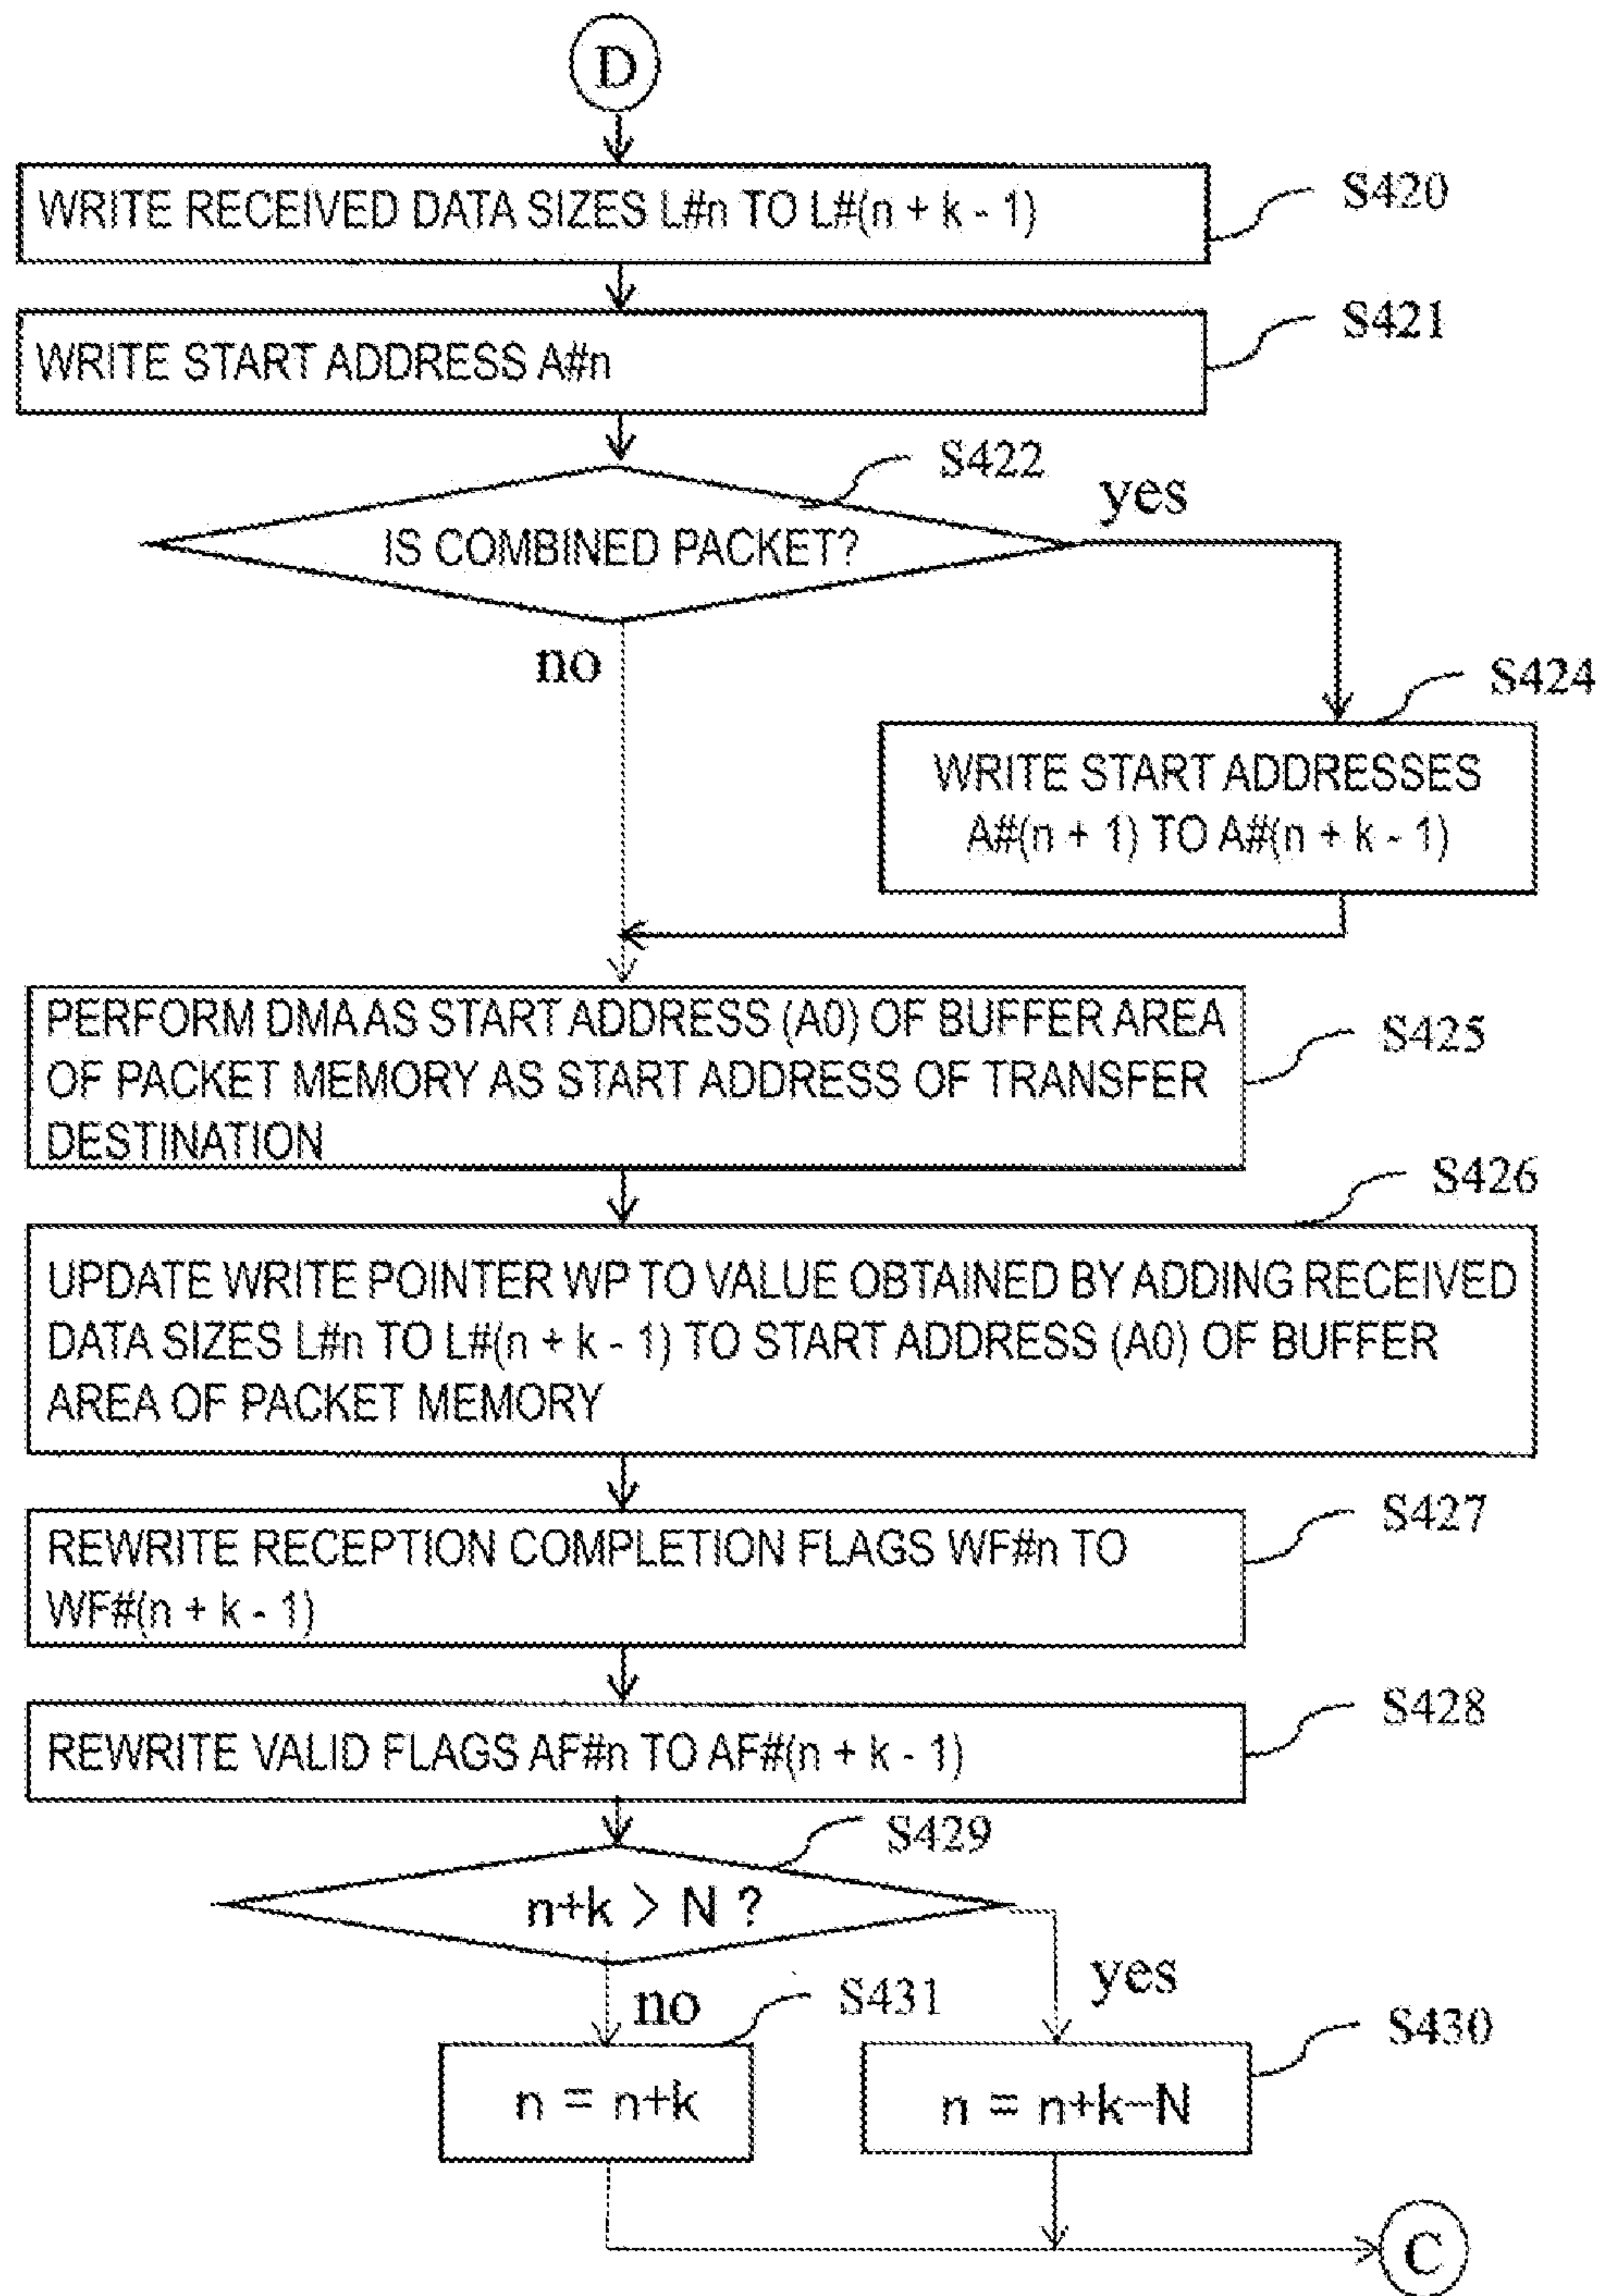 D
WRITE RECEIVED DATA SIZES L#n TO L#(n + k - 1)
S420
WRITE START ADDRESS A#n
S421
S422
IS COMBINED PACKET?
yes
no
S424
WRITE START ADDRESSES
A#(n + 1) TO A#(n + k - 1)
PERFORM DMA AS START ADDRESS (A0) OF BUFFER AREA
OF PACKET MEMORY AS START ADDRESS OF TRANSFER
DESTINATION
S425
S426
UPDATE WRITE POINTER WP TO VALUE OBTAINED BY ADDING RECEIVED
DATA SIZES L#n TO L#(n + k - 1) TO START ADDRESS (A0) OF BUFFER
AREA OF PACKET MEMORY
REWRITE RECEPTION COMPLETION FLAGS WF#n TO
WF#(n + k - 1)
S427
REWRITE VALID FLAGS AF#n TO AF#(n + k - 1)
S428
S429
n+k > N ?
no
yes
S431
S430
n = n+k
n = n+k−N
C